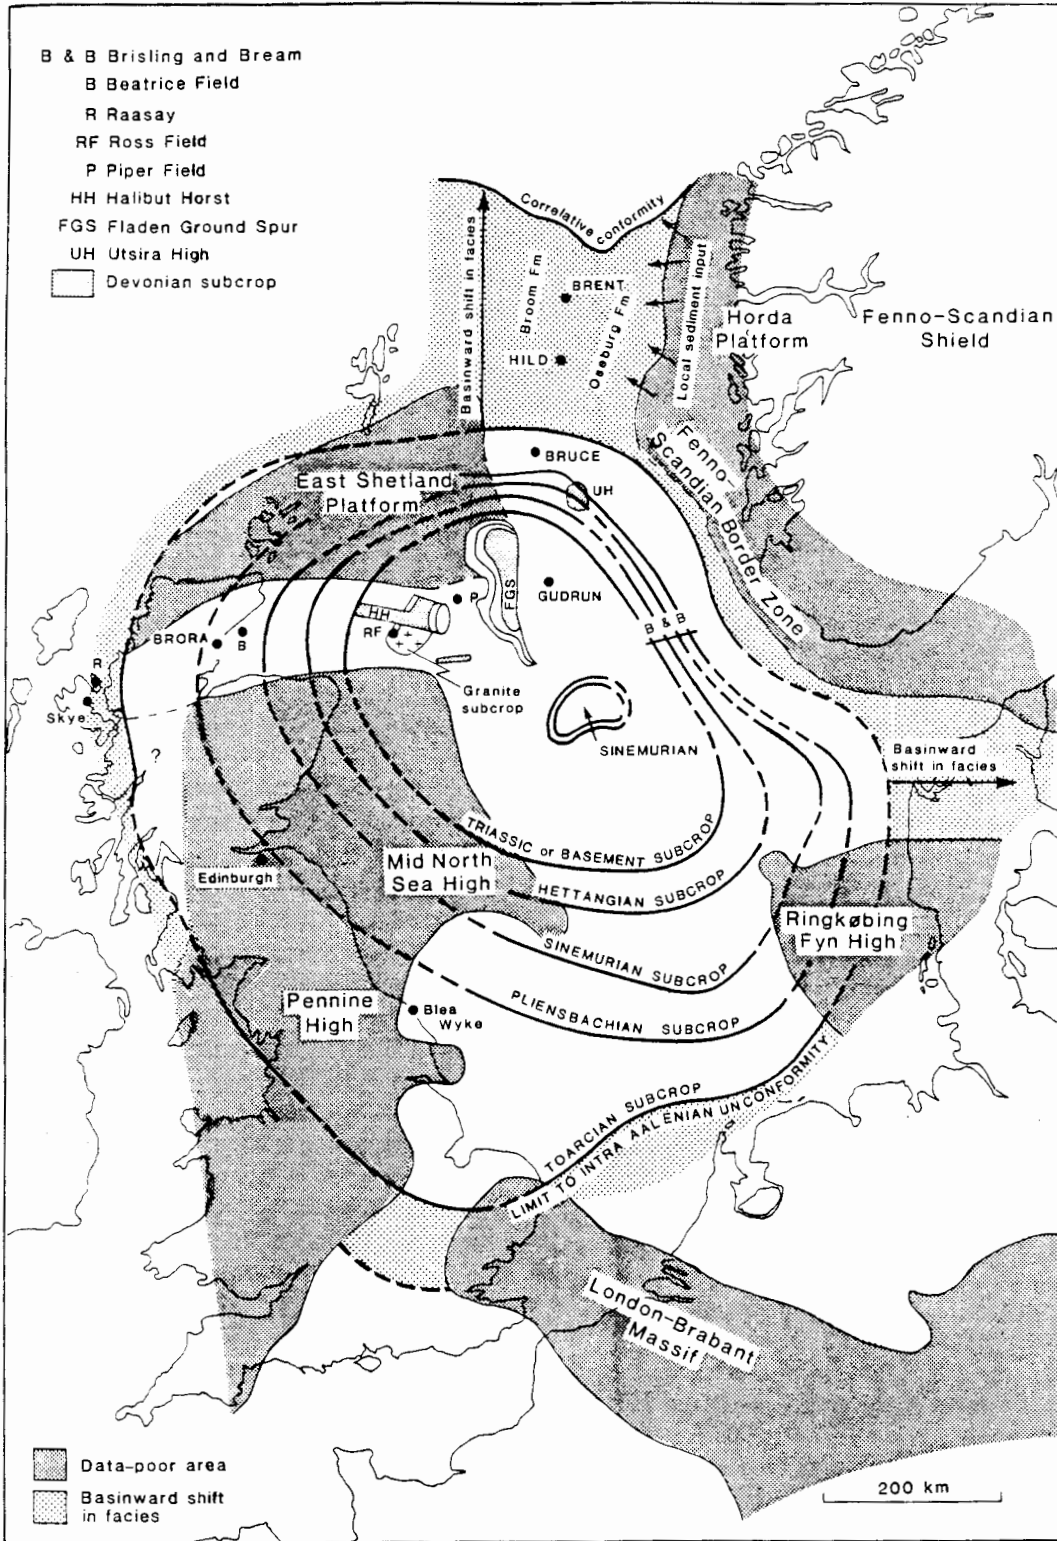 B & B Brisling and Bream
B Beatrice Field
R Raasay
RF Ross Field
P Piper Field
HH Halibut Horst
FGS Fladen Ground Spur
UH Utsira High
Devonian subcrop
Correlative conformity
Basinward shift in facies
Broom Fm
BRENT
Oseburg Fm
HILD
Local sediment input
Horda
Platform
Fenno-Scandian
Shield
Fenno-
Scandian Border Zone
BRUCE
UH
East Shetland
Platform
FGS
GUDRUN
P
HH
RF
B & B
BRORA
B
R
Skye
?
Granite
subcrop
SINEMURIAN
Basinward
shift in facies
TRIASSIC or BASEMENT SUBCROP
Mid North
Sea High
HETTANGIAN SUBCROP
Edinburgh
Ringkøbing
Fyn High
SINEMURIAN SUBCROP
PLIENSBACHIAN SUBCROP
Pennine
High
Blea
Wyke
TOARCIAN SUBCROP
LIMIT TO INTRA AALENIAN UNCONFORMITY
London-Brabant
Massif
Data-poor area
Basinward shift
in facies
200 km